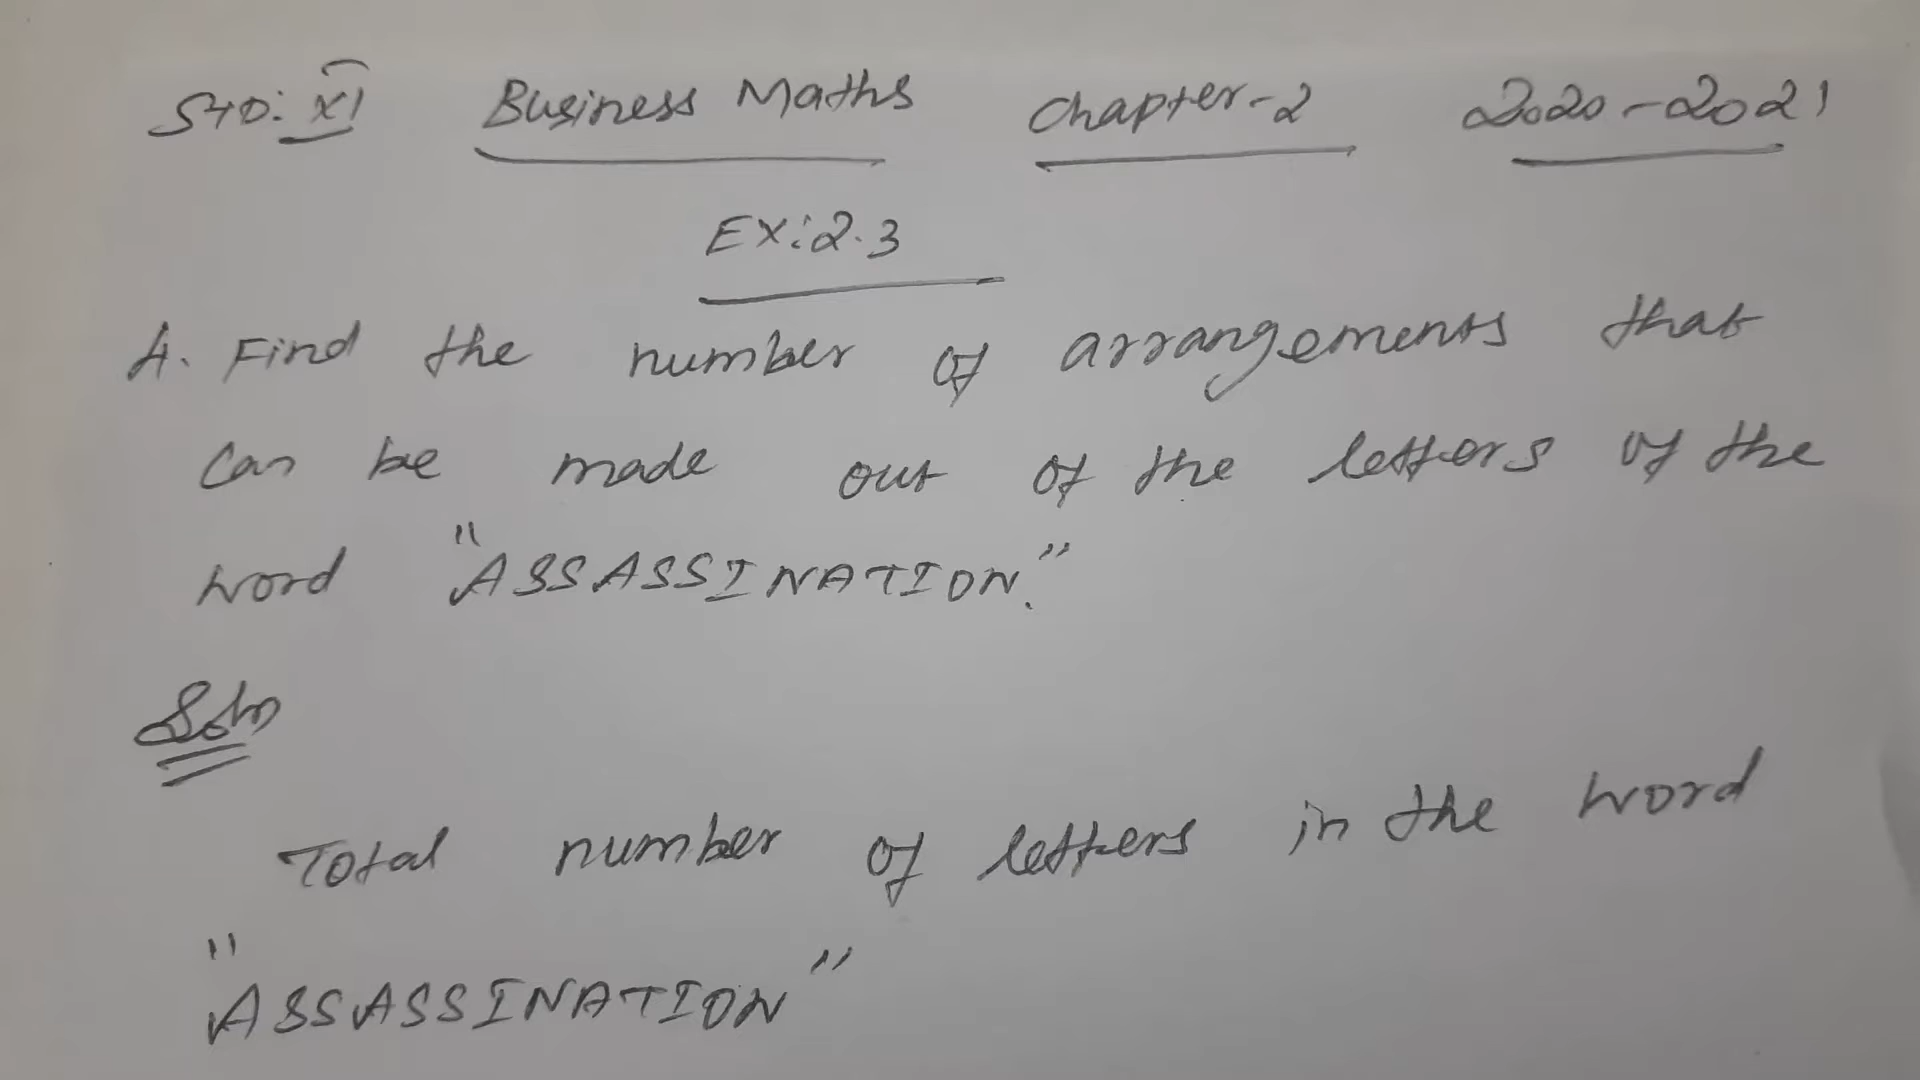 STD: XI Business Maths Chapter-2 2020-2021
EX:2.3
4. Find the number of arrangements that
can be made out of the letters of the
word "ASSASSINATION."
Soln
Total number of letters in the word
"ASSASSINATION"